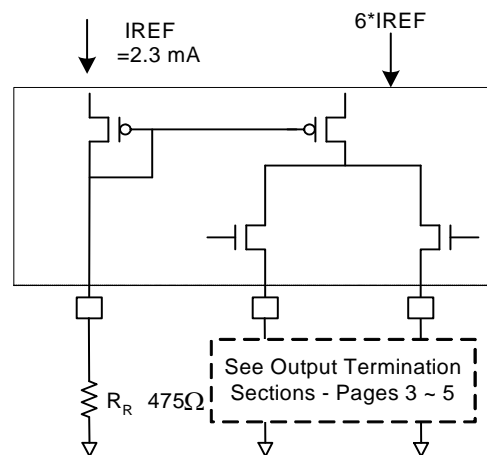 IREF
=2.3 mA
6*IREF
See Output Termination
Sections - Pages 3 ~ 5
RR 475Ω